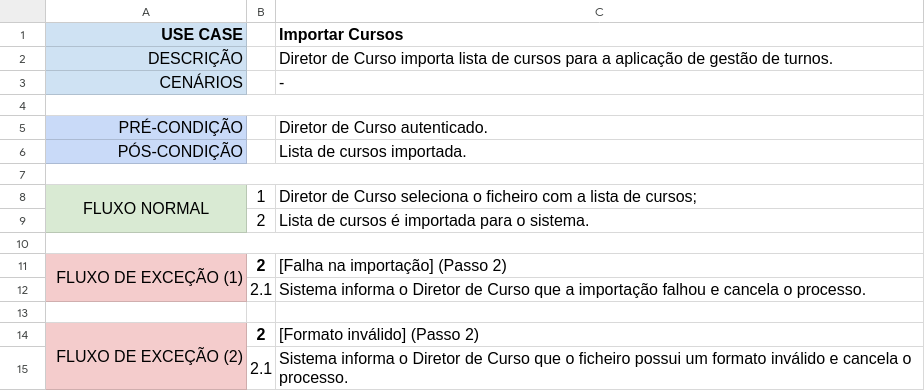 A B C
1 USE CASE Importar Cursos
2 DESCRIÇÃO Diretor de Curso importa lista de cursos para a aplicação de gestão de turnos.
3 CENÁRIOS -
4
5 PRÉ-CONDIÇÃO Diretor de Curso autenticado.
6 PÓS-CONDIÇÃO Lista de cursos importada.
7
8 FLUXO NORMAL 1 Diretor de Curso seleciona o ficheiro com a lista de cursos;
9 2 Lista de cursos é importada para o sistema.
10
11 FLUXO DE EXCEÇÃO (1) 2 [Falha na importação] (Passo 2)
12 2.1 Sistema informa o Diretor de Curso que a importação falhou e cancela o processo.
13
14 FLUXO DE EXCEÇÃO (2) 2 [Formato inválido] (Passo 2)
15 2.1 Sistema informa o Diretor de Curso que o ficheiro possui um formato inválido e cancela o
processo.